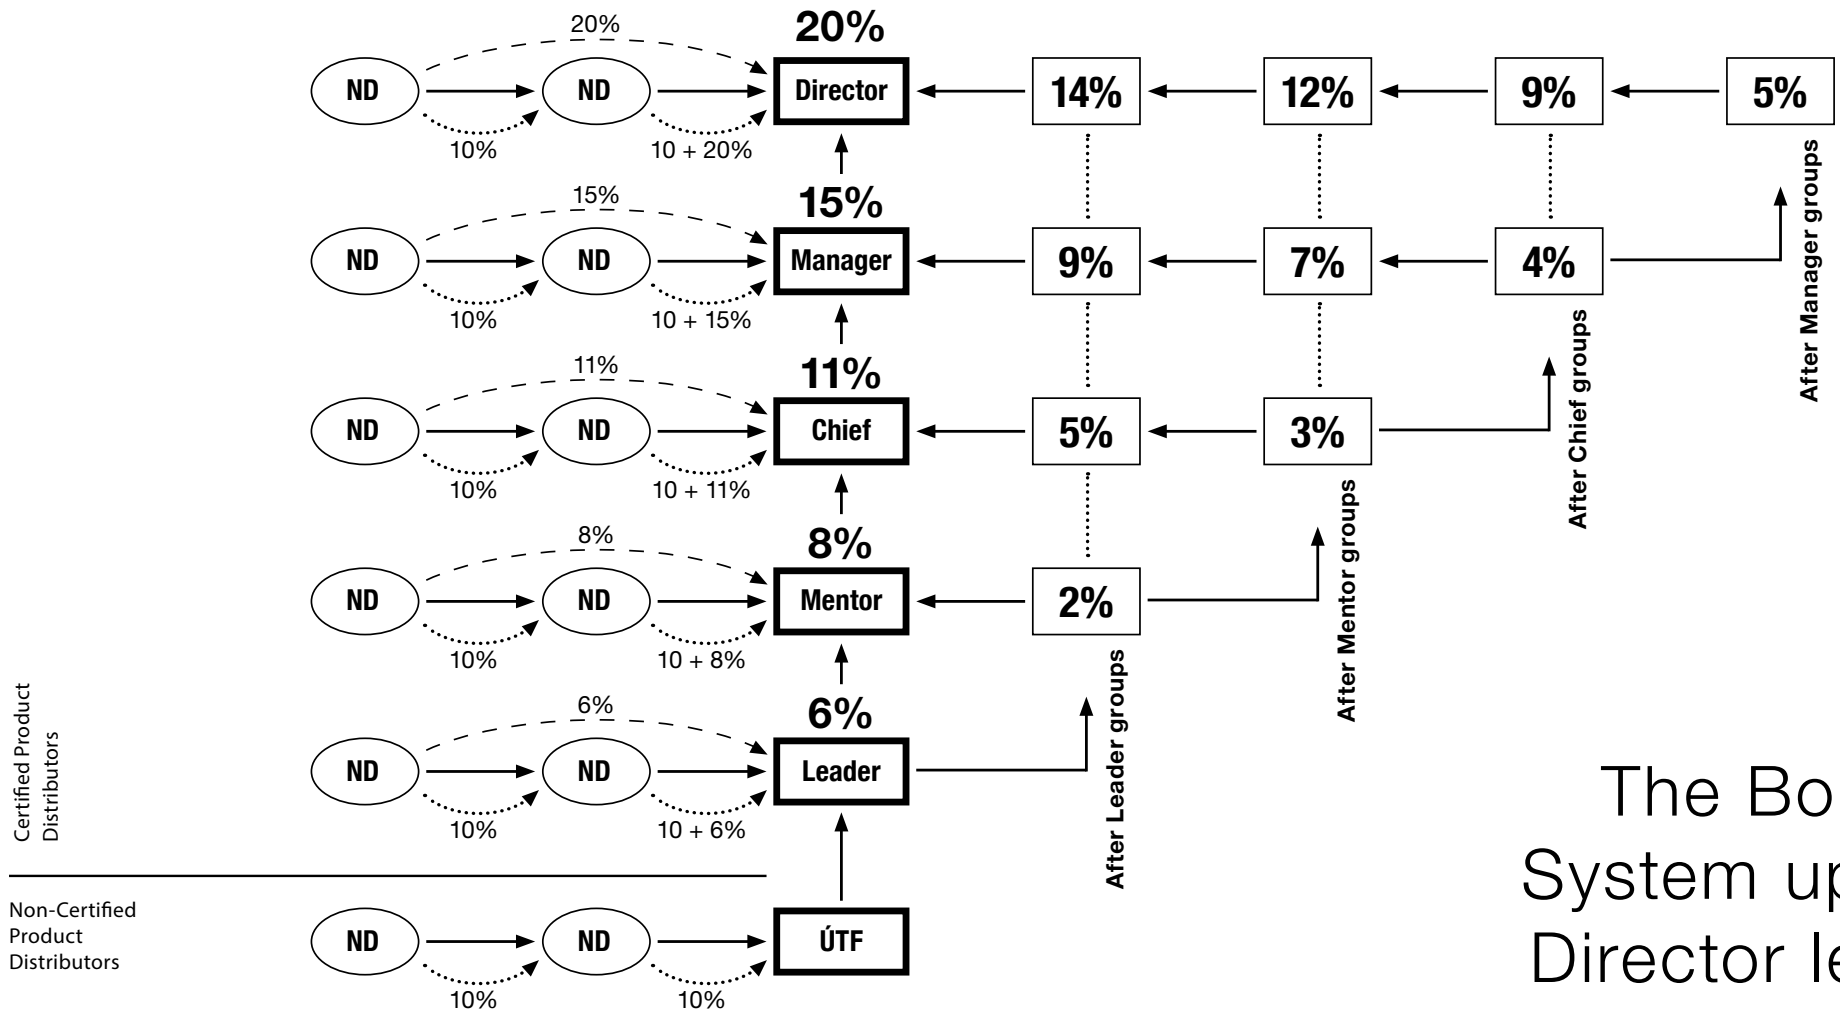 20%
20%
ND
ND
Director
14%
12%
9%
5%
10%
10 + 20%
15%
15%
ND
ND
Manager
9%
7%
4%
10%
10 + 15%
After Manager groups
11%
11%
ND
ND
Chief
5%
3%
10%
10 + 11%
After Chief groups
8%
8%
ND
ND
Mentor
2%
10%
10 + 8%
After Mentor groups
6%
6%
ND
ND
Leader
10%
10 + 6%
After Leader groups
Certified Product
Distributors
Non-Certified
Product
Distributors
ND
ND
ÚTF
10%
10%
The
System
Director